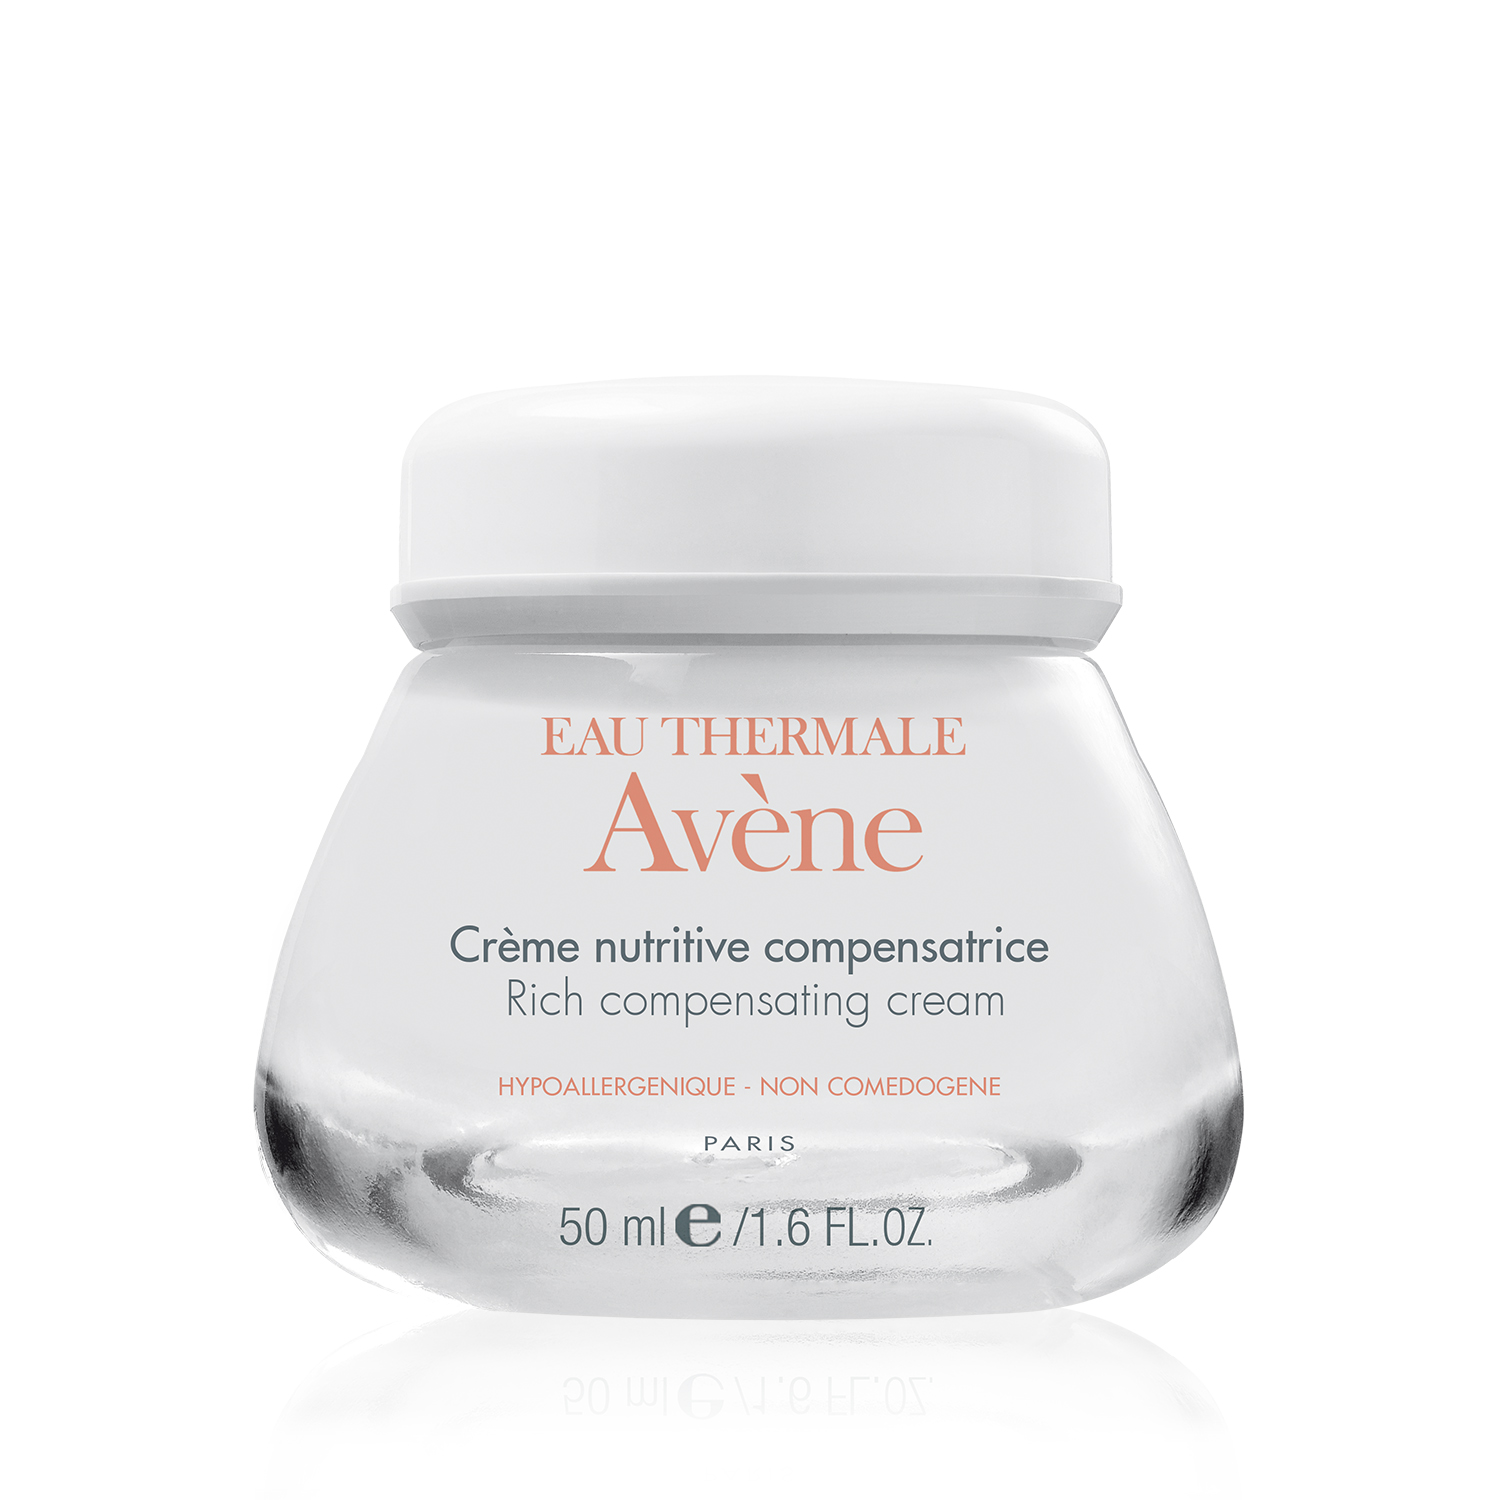 EAU THERMALE
Avène
Crème nutritive compensatrice
Rich compensating cream
HYPOALLERGENIQUE - NON COMEDOGENE
PARIS
50 ml e /1.6 FL.OZ.